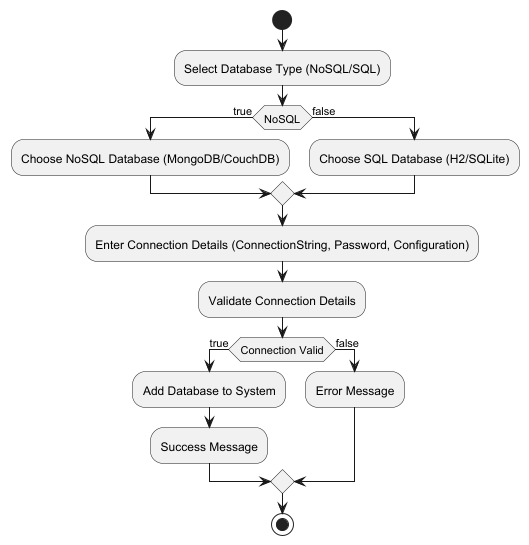 Select Database Type (NoSQL/SQL)
true
NoSQL
false
Choose NoSQL Database (MongoDB/CouchDB)
Choose SQL Database (H2/SQLite)
Enter Connection Details (ConnectionString, Password, Configuration)
Validate Connection Details
true
Connection Valid
false
Add Database to System
Error Message
Success Message